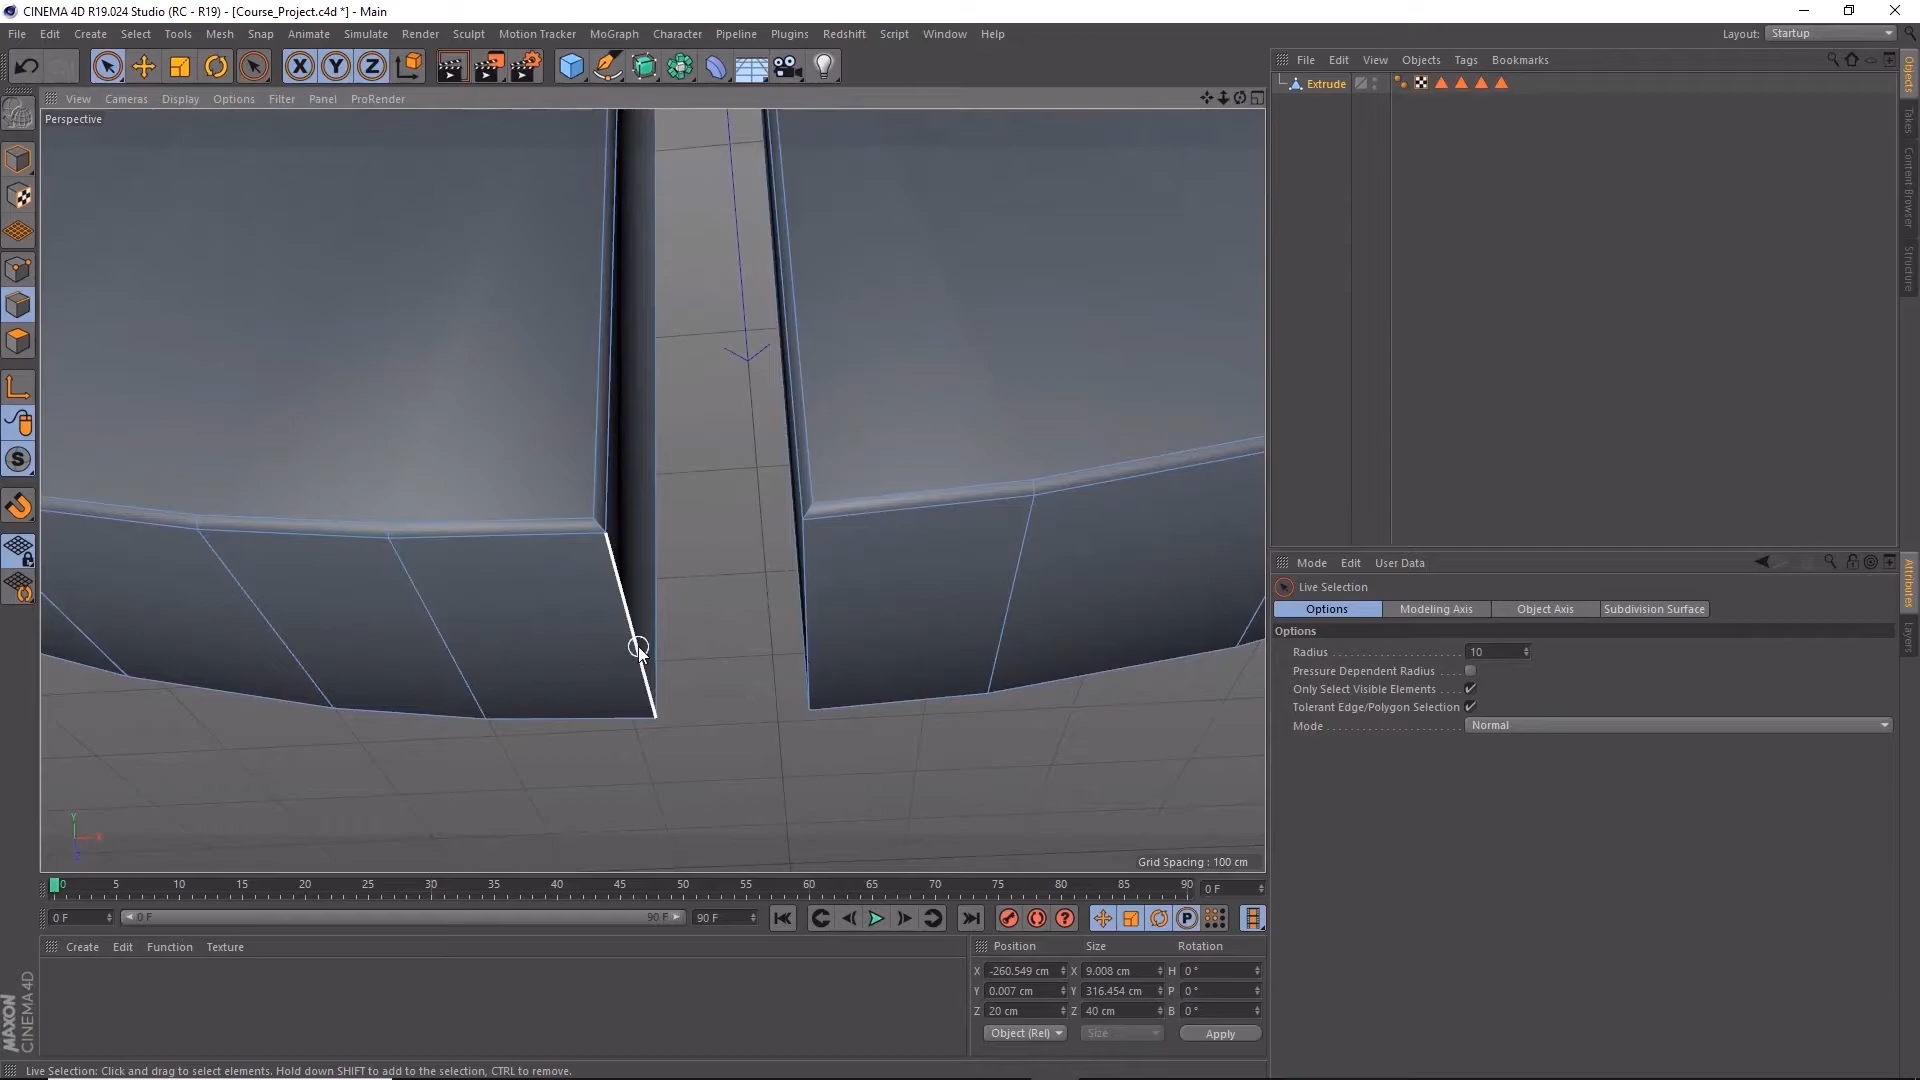 CINEMA 4D R19.024 Studio (RC - R19) - [Course_Project.c4d *] - Main
File Edit Create Select Tools Mesh Snap Animate Simulate Render Sculpt Motion Tracker MoGraph Character Pipeline Plugins Redshift Script Window Help
Layout: Startup
X Y Z
File Edit View Objects Tags Bookmarks
Extrude
View Cameras Display Options Filter Panel ProRender
Perspective
Objects
Takes
Content Browser
Structure
Mode Edit User Data
Live Selection
Options Modeling Axis Object Axis Subdivision Surface
Options
Radius 10
Pressure Dependent Radius
Only Select Visible Elements
Tolerant Edge/Polygon Selection
Mode Normal
Attributes
Layers
S
Y
X
Z
Grid Spacing : 100 cm
0 5 10 15 20 25 30 35 40 45 50 55 60 65 70 75 80 85 90 0 F
0 F 0 F 90 F 90 F
P
Create Edit Function Texture
Position Size Rotation
X -260.549 cm X 9.008 cm H 0 °
Y 0.007 cm Y 316.454 cm P 0 °
Z 20 cm Z 40 cm B 0 °
Object (Rel) Size Apply
MAXON
CINEMA 4D
Live Selection: Click and drag to select elements. Hold down SHIFT to add to the selection, CTRL to remove.